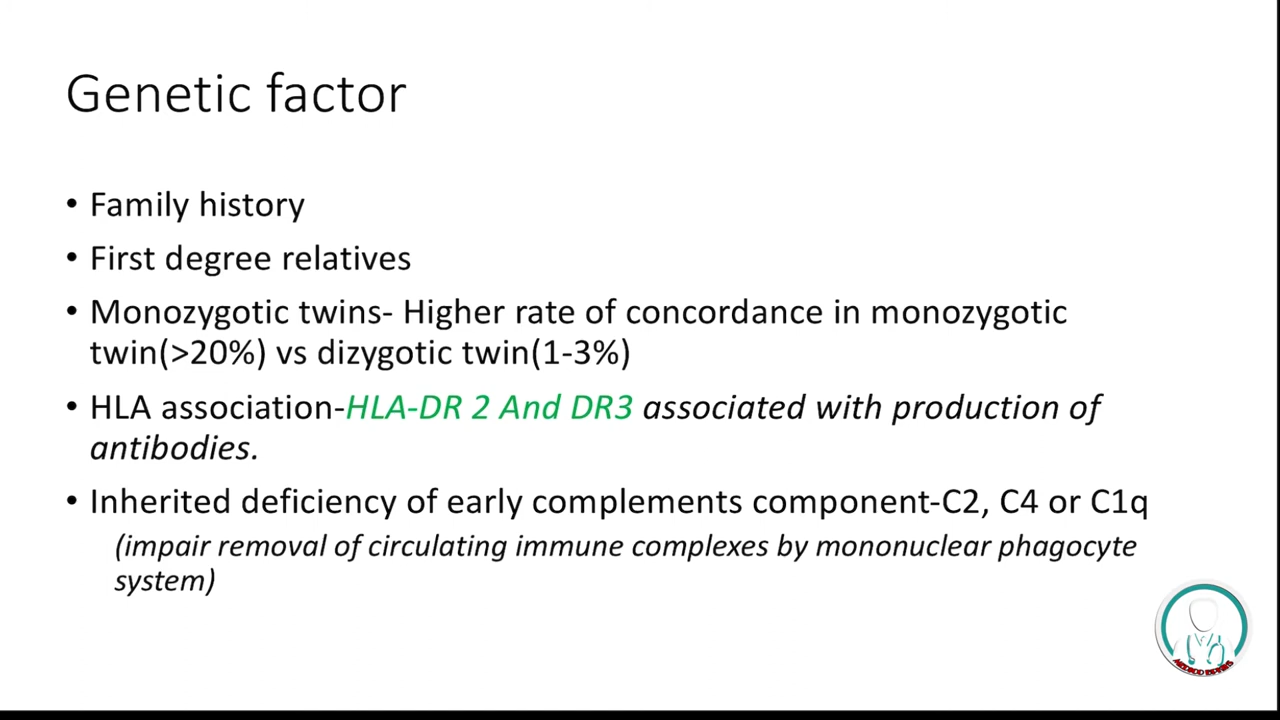 Genetic factor
• Family history
• First degree relatives
• Monozygotic twins- Higher rate of concordance in monozygotic
twin(>20%) vs dizygotic twin(1-3%)
• HLA association-HLA-DR 2 And DR3 associated with production of
antibodies.
• Inherited deficiency of early complements component-C2, C4 or C1q
(impair removal of circulating immune complexes by mononuclear phagocyte
system)